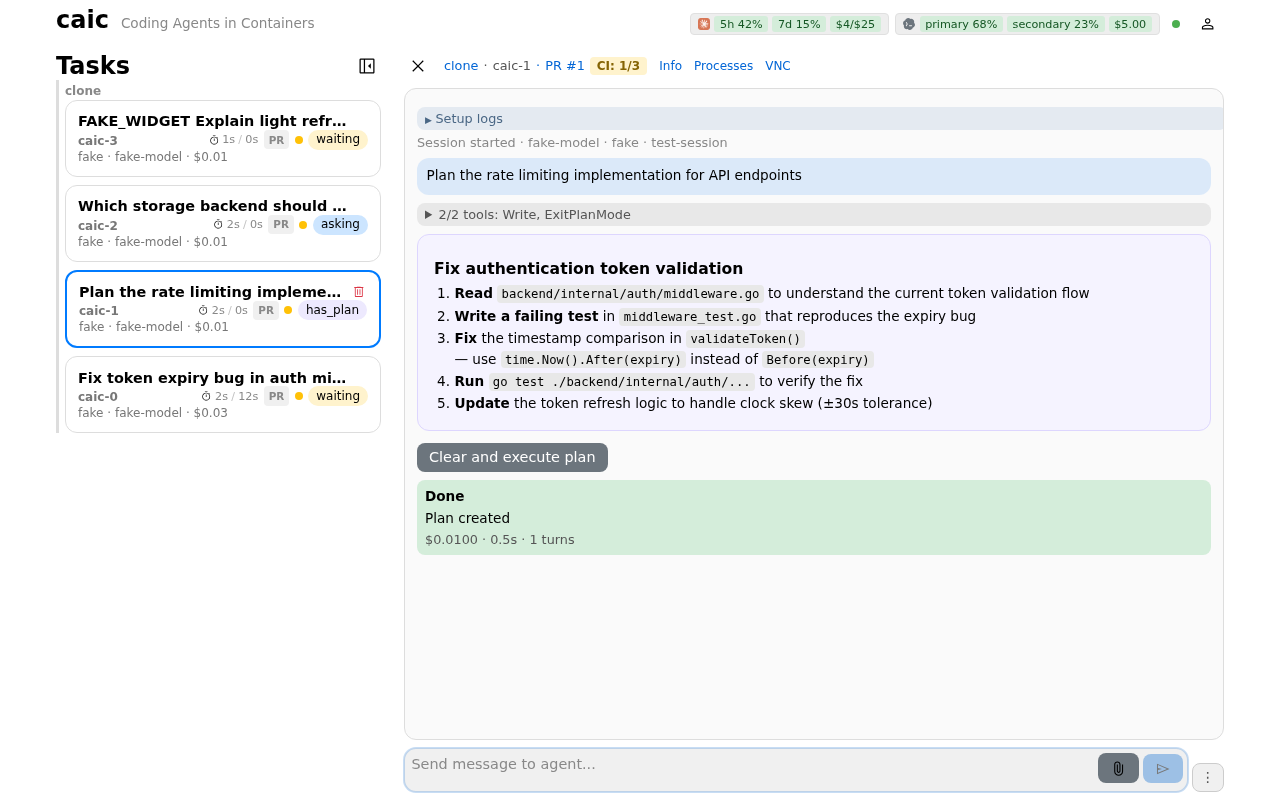 caic Coding Agents in Containers
5h 42% 7d 15% $4/$25 primary 68% secondary 23% $5.00
Tasks
clone
FAKE_WIDGET Explain light refr…
caic-3 1s / 0s PR waiting
fake · fake-model · $0.01
Which storage backend should …
caic-2 2s / 0s PR asking
fake · fake-model · $0.01
Plan the rate limiting impleme…
caic-1 2s / 0s PR has_plan
fake · fake-model · $0.01
Fix token expiry bug in auth mi…
caic-0 2s / 12s PR waiting
fake · fake-model · $0.03
clone · caic-1 · PR #1 CI: 1/3 Info Processes VNC
▸ Setup logs
Session started · fake-model · fake · test-session
Plan the rate limiting implementation for API endpoints
▶ 2/2 tools: Write, ExitPlanMode
Fix authentication token validation
1. Read backend/internal/auth/middleware.go to understand the current token validation flow
2. Write a failing test in middleware_test.go that reproduces the expiry bug
3. Fix the timestamp comparison in validateToken()
— use time.Now().After(expiry) instead of Before(expiry)
4. Run go test ./backend/internal/auth/... to verify the fix
5. Update the token refresh logic to handle clock skew (±30s tolerance)
Clear and execute plan
Done
Plan created
$0.0100 · 0.5s · 1 turns
Send message to agent...